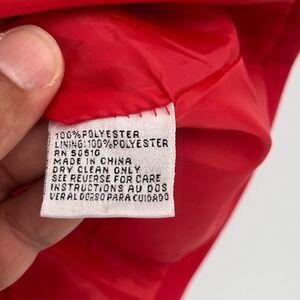 100% POLYESTER
LINING:100% POLYESTER
RN 50510
MADE IN CHINA
DRY CLEAN ONLY
SEE REVERSE FOR CARE
INSTRUCTIONS AU DOS
VER AL DORSO PARA CUIDADO